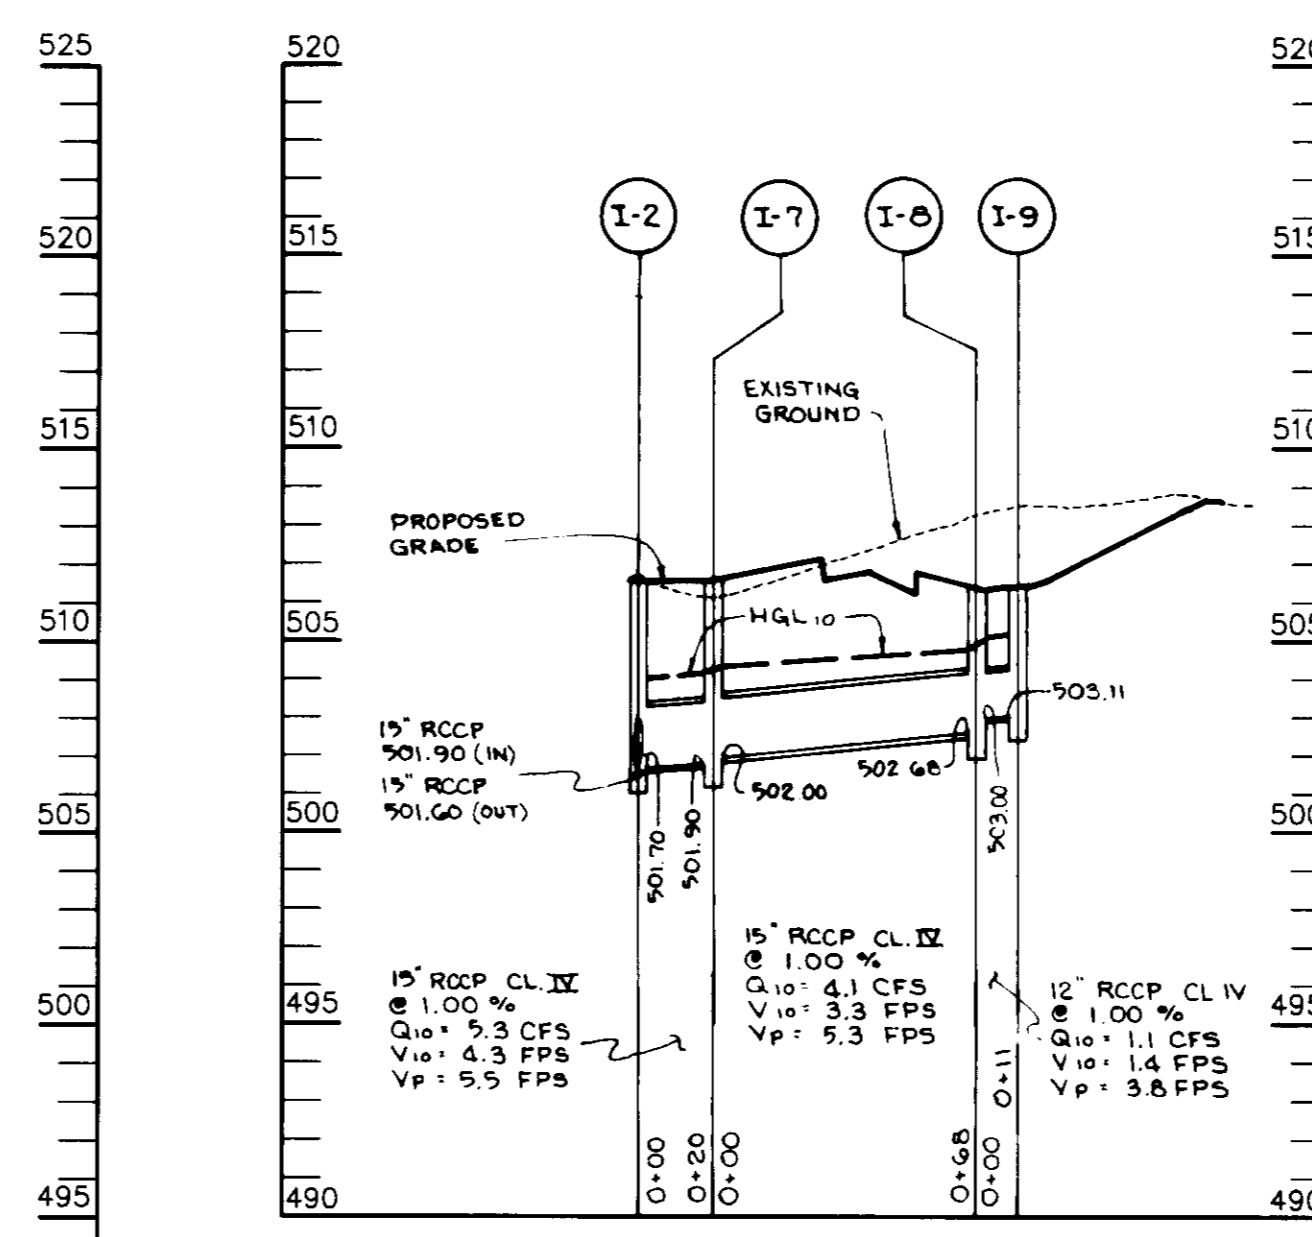 525
520
515
510
505
500
495
520
515
510
505
500
495
490
I-2
I-7
I-8
I-9
EXISTING
GROUND
PROPOSED
GRADE
HGL 10
15" RCCP
501.90 (IN)
15" RCCP
501.60 (OUT)
501.70
501.90
502.00
502 68
503.00
503.11
15" RCCP CL. IV
@ 1.00 %
Q10 = 5.3 CFS
V10 = 4.3 FPS
VP = 5.5 FPS
15" RCCP CL. IV
@ 1.00 %
Q10 = 4.1 CFS
V10 = 3.3 FPS
VP = 5.3 FPS
12" RCCP CL IV
@ 1.00 %
Q10 = 1.1 CFS
V10 = 1.4 FPS
VP = 3.8 FPS
0+00
0+20
0+00
0+68
0+00
0+11
515
510
505
500
495